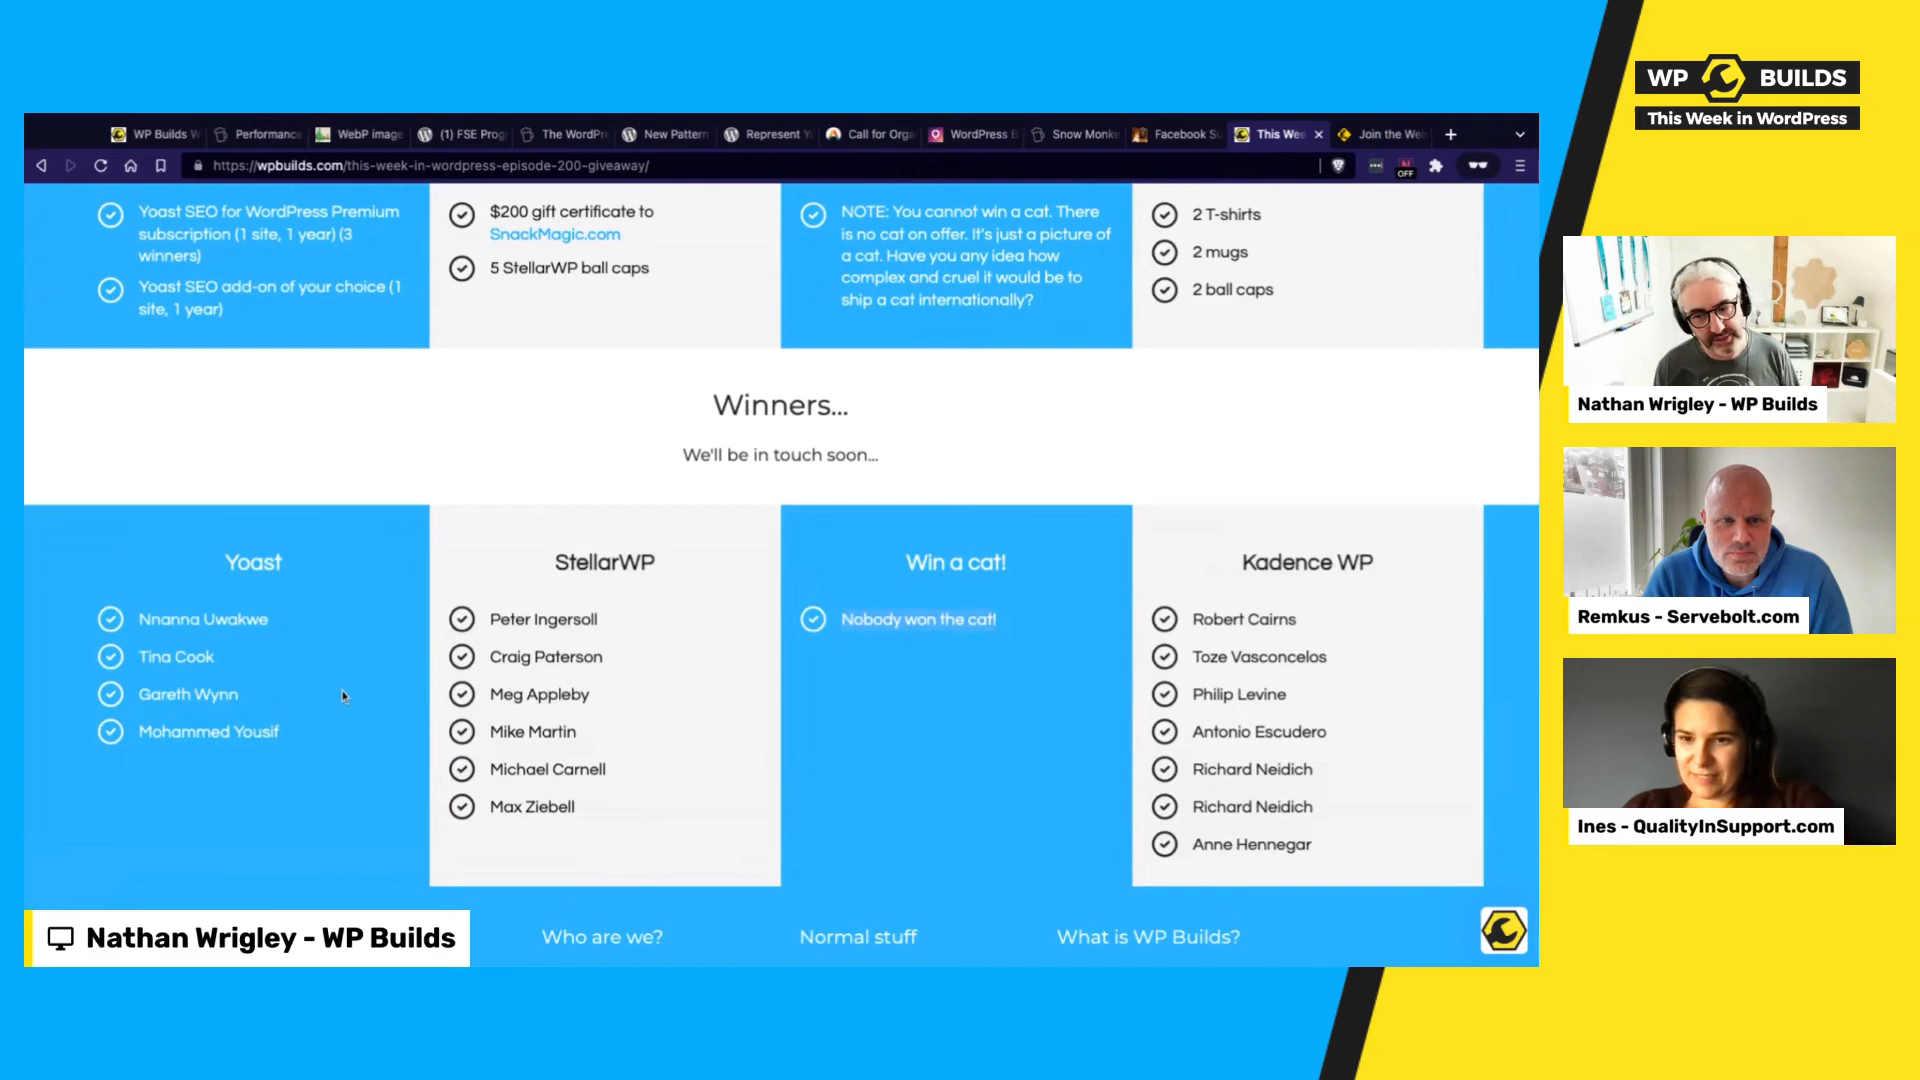 WP BUILDS
This Week in WordPress
WP Builds W
Performance
WebP image
(1) FSE Prog
The WordPr
New Pattern
Represent Y
Call for Orga
WordPress B
Snow Monke
Facebook Su
This Wee
Join the Wee
https://wpbuilds.com/this-week-in-wordpress-episode-200-giveaway/
OFF
Yoast SEO for WordPress Premium
subscription (1 site, 1 year) (3
winners)
Yoast SEO add-on of your choice (1
site, 1 year)
$200 gift certificate to
SnackMagic.com
5 StellarWP ball caps
NOTE: You cannot win a cat. There
is no cat on offer. It's just a picture of
a cat. Have you any idea how
complex and cruel it would be to
ship a cat internationally?
2 T-shirts
2 mugs
2 ball caps
Winners...
We'll be in touch soon...
Yoast
Nnanna Uwakwe
Tina Cook
Gareth Wynn
Mohammed Yousif
StellarWP
Peter Ingersoll
Craig Paterson
Meg Appleby
Mike Martin
Michael Carnell
Max Ziebell
Win a cat!
Nobody won the cat!
Kadence WP
Robert Cairns
Toze Vasconcelos
Philip Levine
Antonio Escudero
Richard Neidich
Richard Neidich
Anne Hennegar
Who are we?
Normal stuff
What is WP Builds?
Nathan Wrigley - WP Builds
Nathan Wrigley - WP Builds
Remkus - Servebolt.com
Ines - QualityInSupport.com